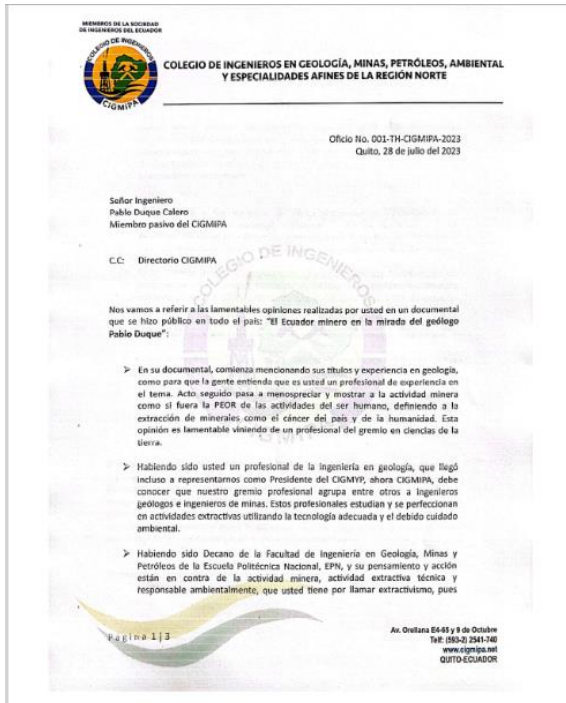 MIEMBROS DE LA SOCIEDAD
DE INGENIEROS DEL ECUADOR
COLEGIO DE INGENIEROS
CIGMIPA
COLEGIO DE INGENIEROS EN GEOLOGÍA, MINAS, PETRÓLEOS, AMBIENTAL
Y ESPECIALIDADES AFINES DE LA REGIÓN NORTE
Oficio No. 001-TH-CIGMIPA-2023
Quito, 28 de julio del 2023
Señor Ingeniero
Pablo Duque Calero
Miembro pasivo del CIGMIPA
C.C: Directorio CIGMIPA
Nos vamos a referir a las lamentables opiniones realizadas por usted en un documental
que se hizo público en todo el país: "El Ecuador minero en la mirada del geólogo
Pablo Duque":
➢ En su documental, comienza mencionando sus títulos y experiencia en geología,
como para que la gente entienda que es usted un profesional de experiencia en
el tema. Acto seguido pasa a menospreciar y mostrar a la actividad minera
como si fuera la PEOR de las actividades del ser humano, definiendo a la
extracción de minerales como el cáncer del país y de la humanidad. Esta
opinión es lamentable viniendo de un profesional del gremio en ciencias de la
tierra.
➢ Habiendo sido usted un profesional de la ingeniería en geología, que llegó
incluso a representarnos como Presidente del CIGMYP, ahora CIGMIPA, debe
conocer que nuestro gremio profesional agrupa entre otros a ingenieros
geólogos e ingenieros de minas. Estos profesionales estudian y se perfeccionan
en actividades extractivas utilizando la tecnología adecuada y el debido cuidado
ambiental.
➢ Habiendo sido Decano de la Facultad de Ingeniería en Geología, Minas y
Petróleos de la Escuela Politécnica Nacional, EPN, y su pensamiento y acción
están en contra de la actividad minera, actividad extractiva técnica y
responsable ambientalmente, que usted tiene por llamar extractivismo, pues
Página 1|3
Av. Orellana E4-65 y 9 de Octubre
Telf: (593-2) 2541-740
www.cigmipa.net
QUITO-ECUADOR